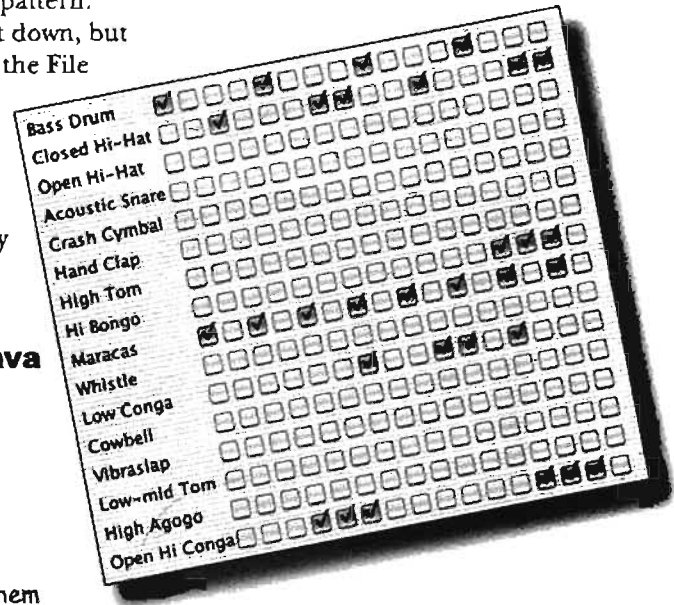 pattern.
t down, but
the File
Bass Drum
Closed Hi-Hat
Open Hi-Hat
Acoustic Snare
Crash Cymbal
Hand Clap
High Tom
Hi Bongo
Maracas
Whistle
Low Conga
Cowbell
Vibraslap
Low-mid Tom
High Agogo
Open Hi Conga
y
va
nem